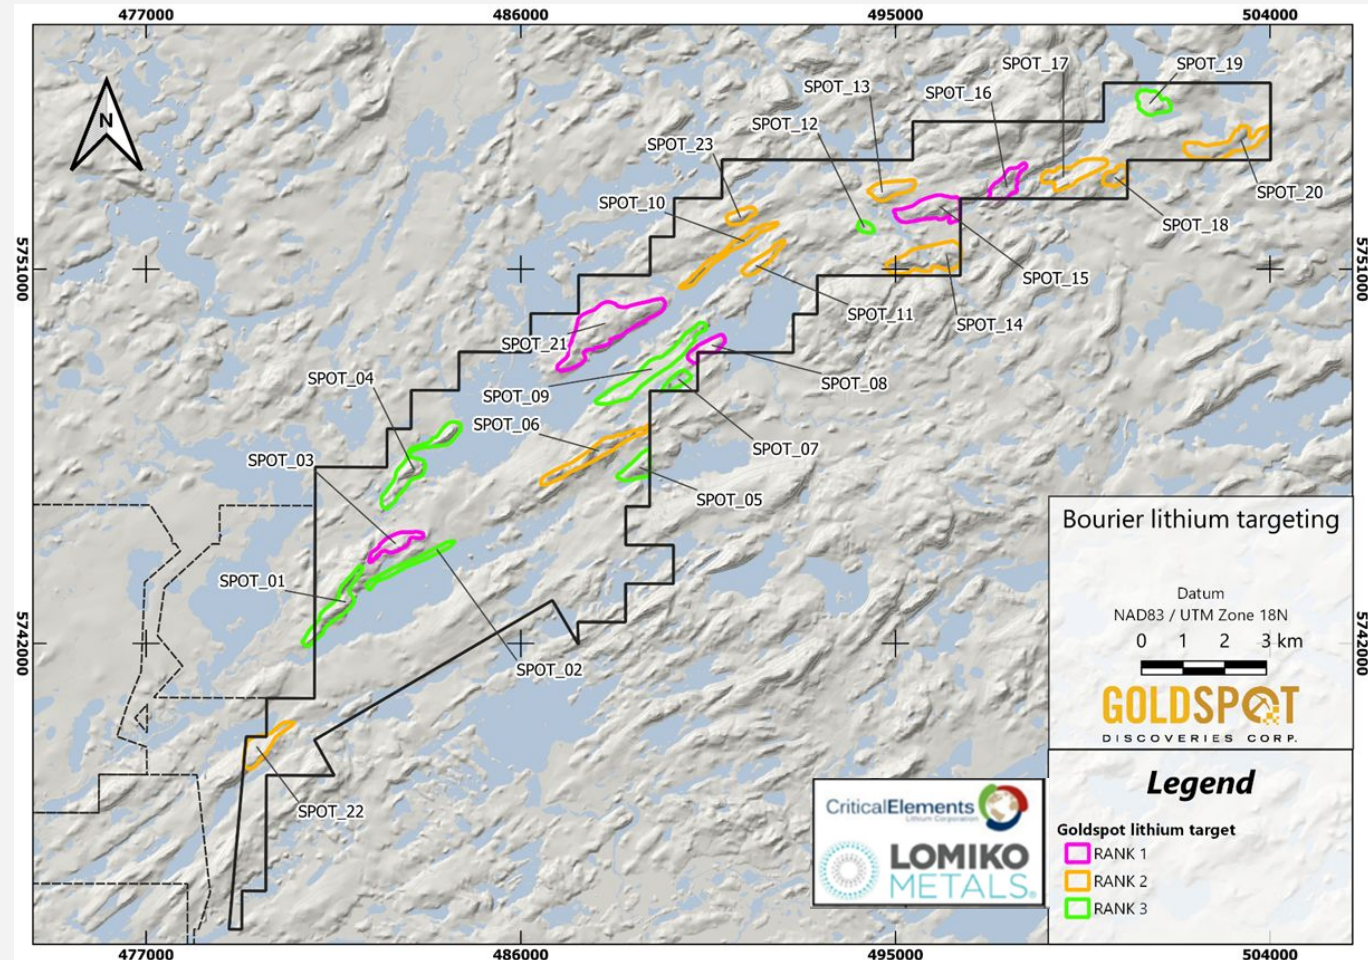 477000
486000
495000
504000
N
SPOT_17
SPOT_19
SPOT_13
SPOT_16
SPOT_12
SPOT_23
SPOT_20
SPOT_10
SPOT_18
5751000
5751000
SPOT_15
SPOT_11
SPOT_14
SPOT_21
SPOT_04
SPOT_08
SPOT_09
SPOT_06
SPOT_07
SPOT_03
SPOT_05
Bourier lithium targeting
SPOT_01
Datum
NAD83 / UTM Zone 18N
0 1 2 3 km
5742000
5742000
SPOT_02
GOLDSPOT
DISCOVERIES CORP.
SPOT_22
Legend
CriticalElements
Lithium Corporation
LOMIKO
METALS
Goldspot lithium target
RANK 1
RANK 2
RANK 3
477000
486000
495000
504000